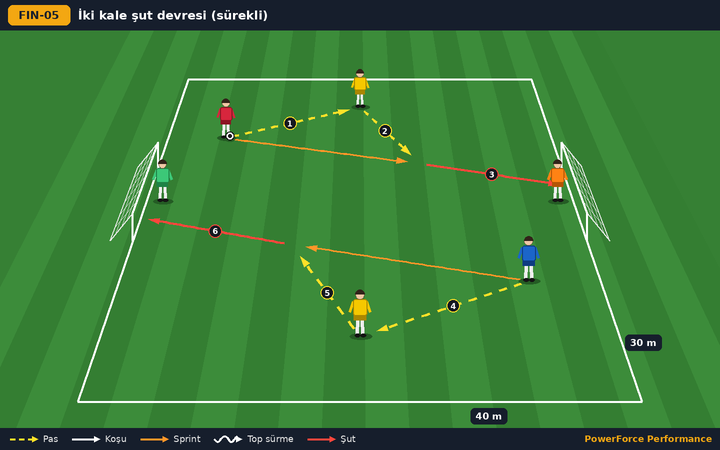 FIN-05 İki kale şut devresi (sürekli)
1
2
3
6
5
4
30 m
40 m
Pas Koşu Sprint Top sürme Şut PowerForce Performance